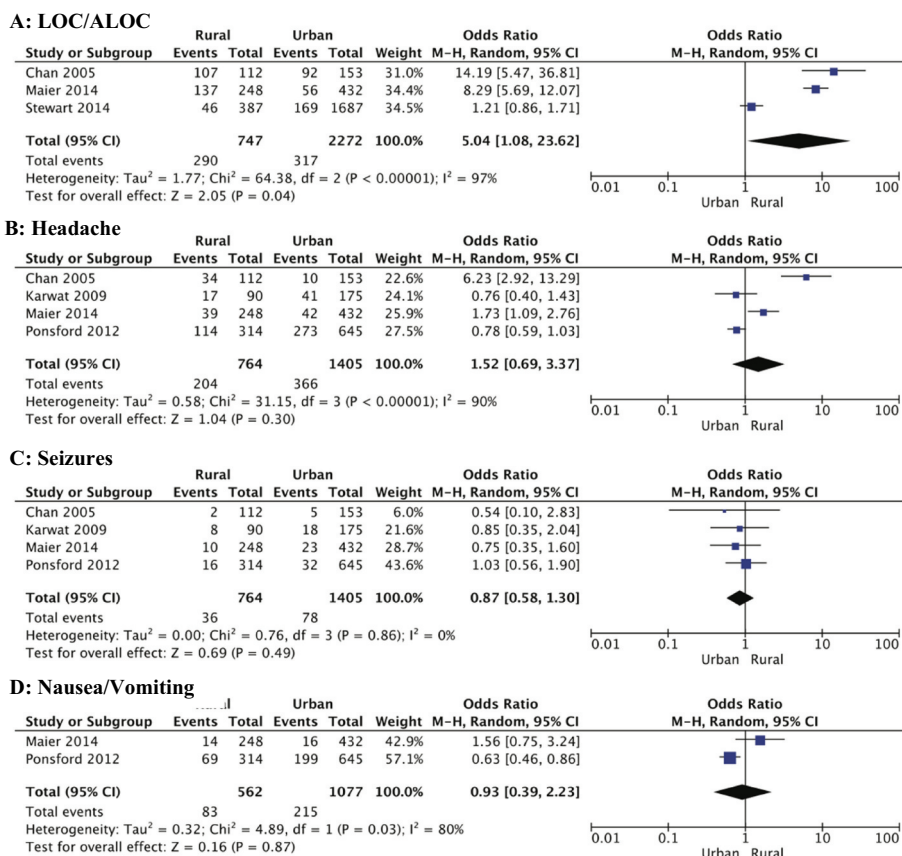 A: LOC/ALOC
Rural Urban Odds Ratio Odds Ratio
Study or Subgroup Events Total Events Total Weight M-H, Random, 95% CI M-H, Random, 95% CI
Chan 2005 107 112 92 153 31.0% 14.19 [5.47, 36.81]
Maier 2014 137 248 56 432 34.4% 8.29 [5.69, 12.07]
Stewart 2014 46 387 169 1687 34.5% 1.21 [0.86, 1.71]
Total (95% CI) 747 2272 100.0% 5.04 [1.08, 23.62]
Total events 290 317
Heterogeneity: Tau² = 1.77; Chi² = 64.38, df = 2 (P < 0.00001); I² = 97%
Test for overall effect: Z = 2.05 (P = 0.04)
0.01 0.1 1 10 100
Urban Rural
B: Headache
Rural Urban Odds Ratio Odds Ratio
Study or Subgroup Events Total Events Total Weight M-H, Random, 95% CI M-H, Random, 95% CI
Chan 2005 34 112 10 153 22.6% 6.23 [2.92, 13.29]
Karwat 2009 17 90 41 175 24.1% 0.76 [0.40, 1.43]
Maier 2014 39 248 42 432 25.9% 1.73 [1.09, 2.76]
Ponsford 2012 114 314 273 645 27.5% 0.78 [0.59, 1.03]
Total (95% CI) 764 1405 100.0% 1.52 [0.69, 3.37]
Total events 204 366
Heterogeneity: Tau² = 0.58; Chi² = 31.15, df = 3 (P < 0.00001); I² = 90%
Test for overall effect: Z = 1.04 (P = 0.30)
0.01 0.1 1 10 100
Urban Rural
C: Seizures
Rural Urban Odds Ratio Odds Ratio
Study or Subgroup Events Total Events Total Weight M-H, Random, 95% CI M-H, Random, 95% CI
Chan 2005 2 112 5 153 6.0% 0.54 [0.10, 2.83]
Karwat 2009 8 90 18 175 21.6% 0.85 [0.35, 2.04]
Maier 2014 10 248 23 432 28.7% 0.75 [0.35, 1.60]
Ponsford 2012 16 314 32 645 43.6% 1.03 [0.56, 1.90]
Total (95% CI) 764 1405 100.0% 0.87 [0.58, 1.30]
Total events 36 78
Heterogeneity: Tau² = 0.00; Chi² = 0.76, df = 3 (P = 0.86); I² = 0%
Test for overall effect: Z = 0.69 (P = 0.49)
0.01 0.1 1 10 100
Urban Rural
D: Nausea/Vomiting
Urban Odds Ratio Odds Ratio
Study or Subgroup Events Total Events Total Weight M-H, Random, 95% CI M-H, Random, 95% CI
Maier 2014 14 248 16 432 42.9% 1.56 [0.75, 3.24]
Ponsford 2012 69 314 199 645 57.1% 0.63 [0.46, 0.86]
Total (95% CI) 562 1077 100.0% 0.93 [0.39, 2.23]
Total events 83 215
Heterogeneity: Tau² = 0.32; Chi² = 4.89, df = 1 (P = 0.03); I² = 80%
Test for overall effect: Z = 0.16 (P = 0.87)
0.01 0.1 1 10 100
Urban Rural